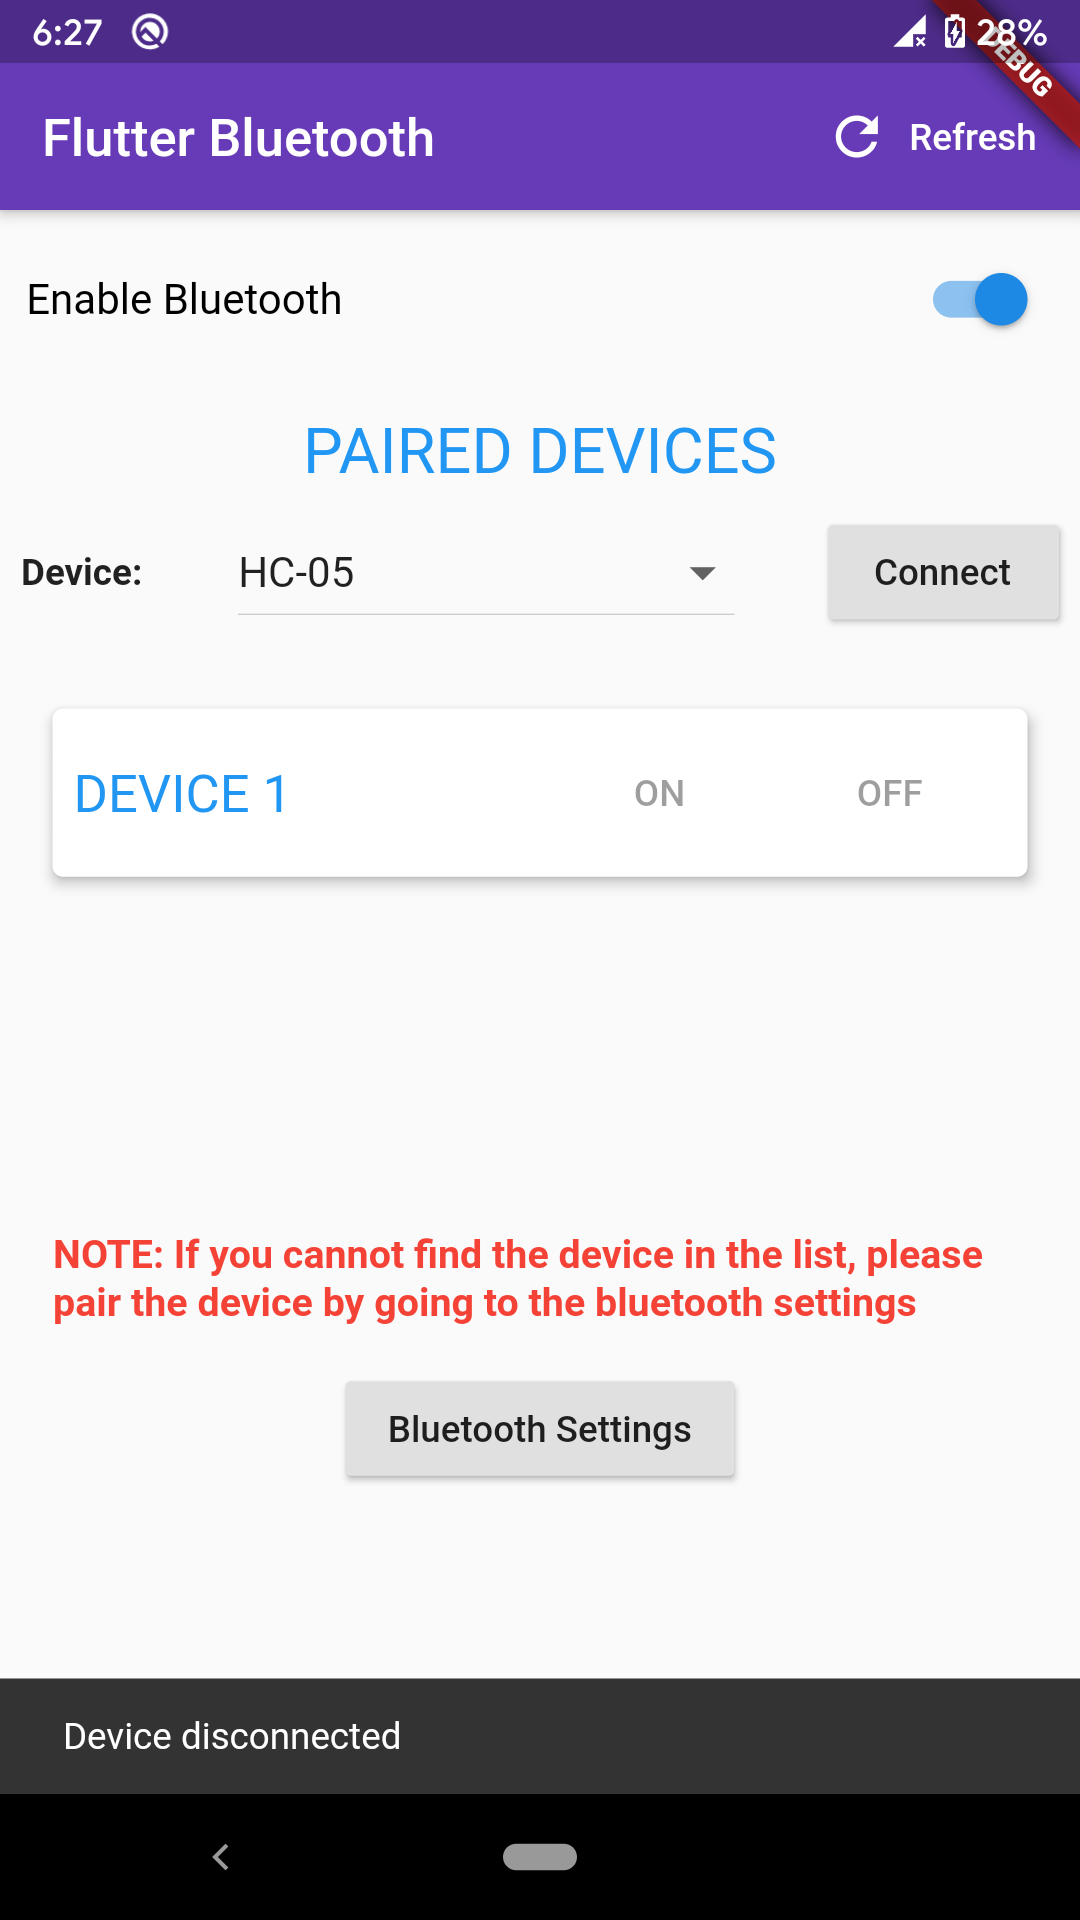 6:27 28%
DEBUG
Flutter Bluetooth Refresh
Enable Bluetooth
PAIRED DEVICES
Device: HC-05 Connect
DEVICE 1 ON OFF
NOTE: If you cannot find the device in the list, please
pair the device by going to the bluetooth settings
Bluetooth Settings
Device disconnected